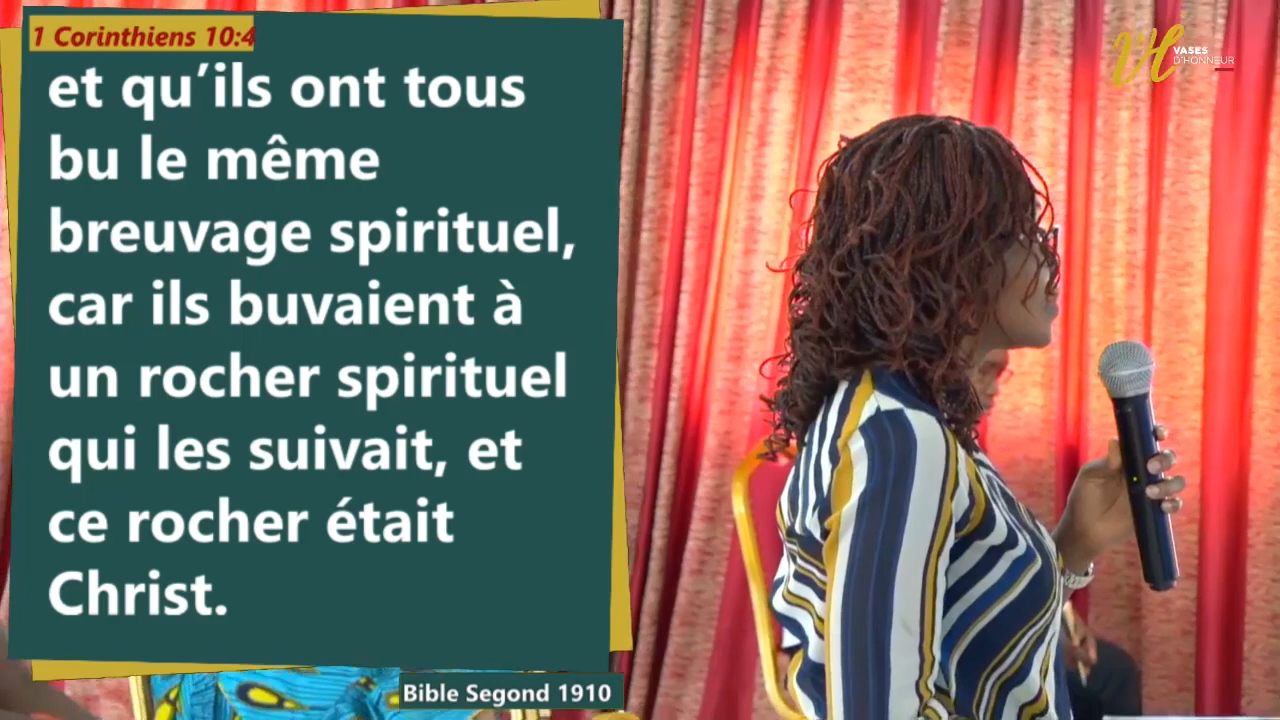 1 Corinthiens 10:4
et qu’ils ont tous
bu le même
breuvage spirituel,
car ils buvaient à
un rocher spirituel
qui les suivait, et
ce rocher était
Christ.
Bible Segond 1910
VH VASES
D'HONNEUR